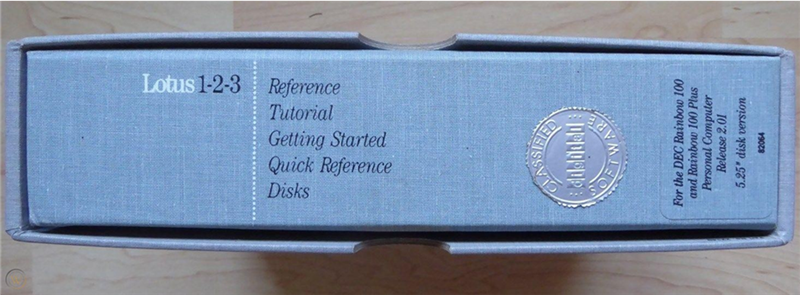 Lotus 1-2-3
Reference
Tutorial
Getting Started
Quick Reference
Disks
CLASSIFIED
SOFTWARE
For the DEC Rainbow 100
and Rainbow 100 Plus
Personal Computer
Release 2.01
5.25" disk version
82064